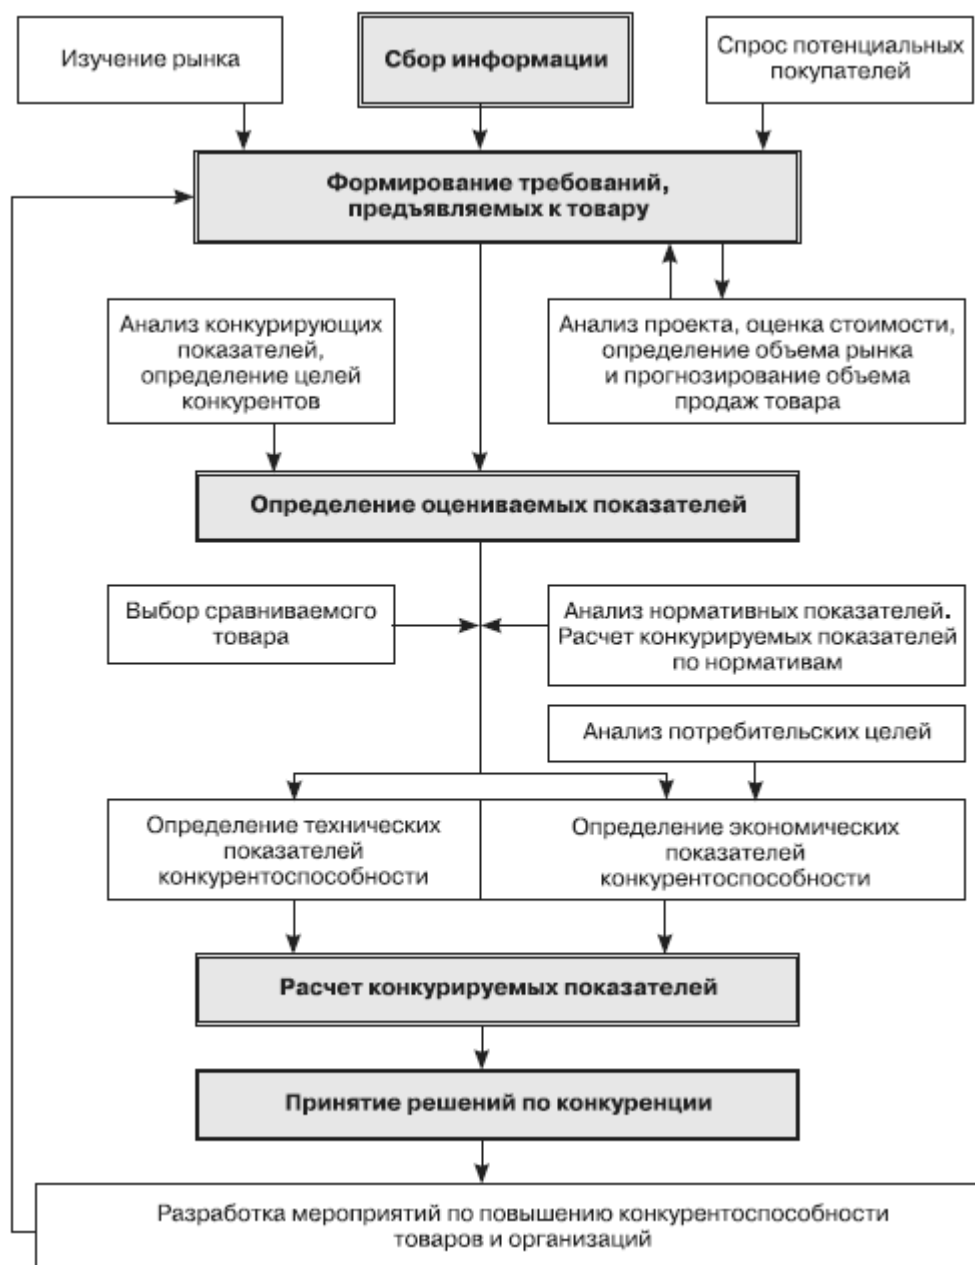 Изучение рынка
Сбор информации
Спрос потенциальных
покупателей
Формирование требований,
предъявляемых к товару
Анализ конкурирующих
показателей,
определение целей
конкурентов
Анализ проекта, оценка стоимости,
определение объема рынка
и прогнозирование объема
продаж товара
Определение оцениваемых показателей
Выбор сравниваемого
товара
Анализ нормативных показателей.
Расчет конкурируемых показателей
по нормативам
Анализ потребительских целей
Определение технических
показателей
конкурентоспособности
Определение экономических
показателей
конкурентоспособности
Расчет конкурируемых показателей
Принятие решений по конкуренции
Разработка мероприятий по повышению конкурентоспособности
товаров и организаций